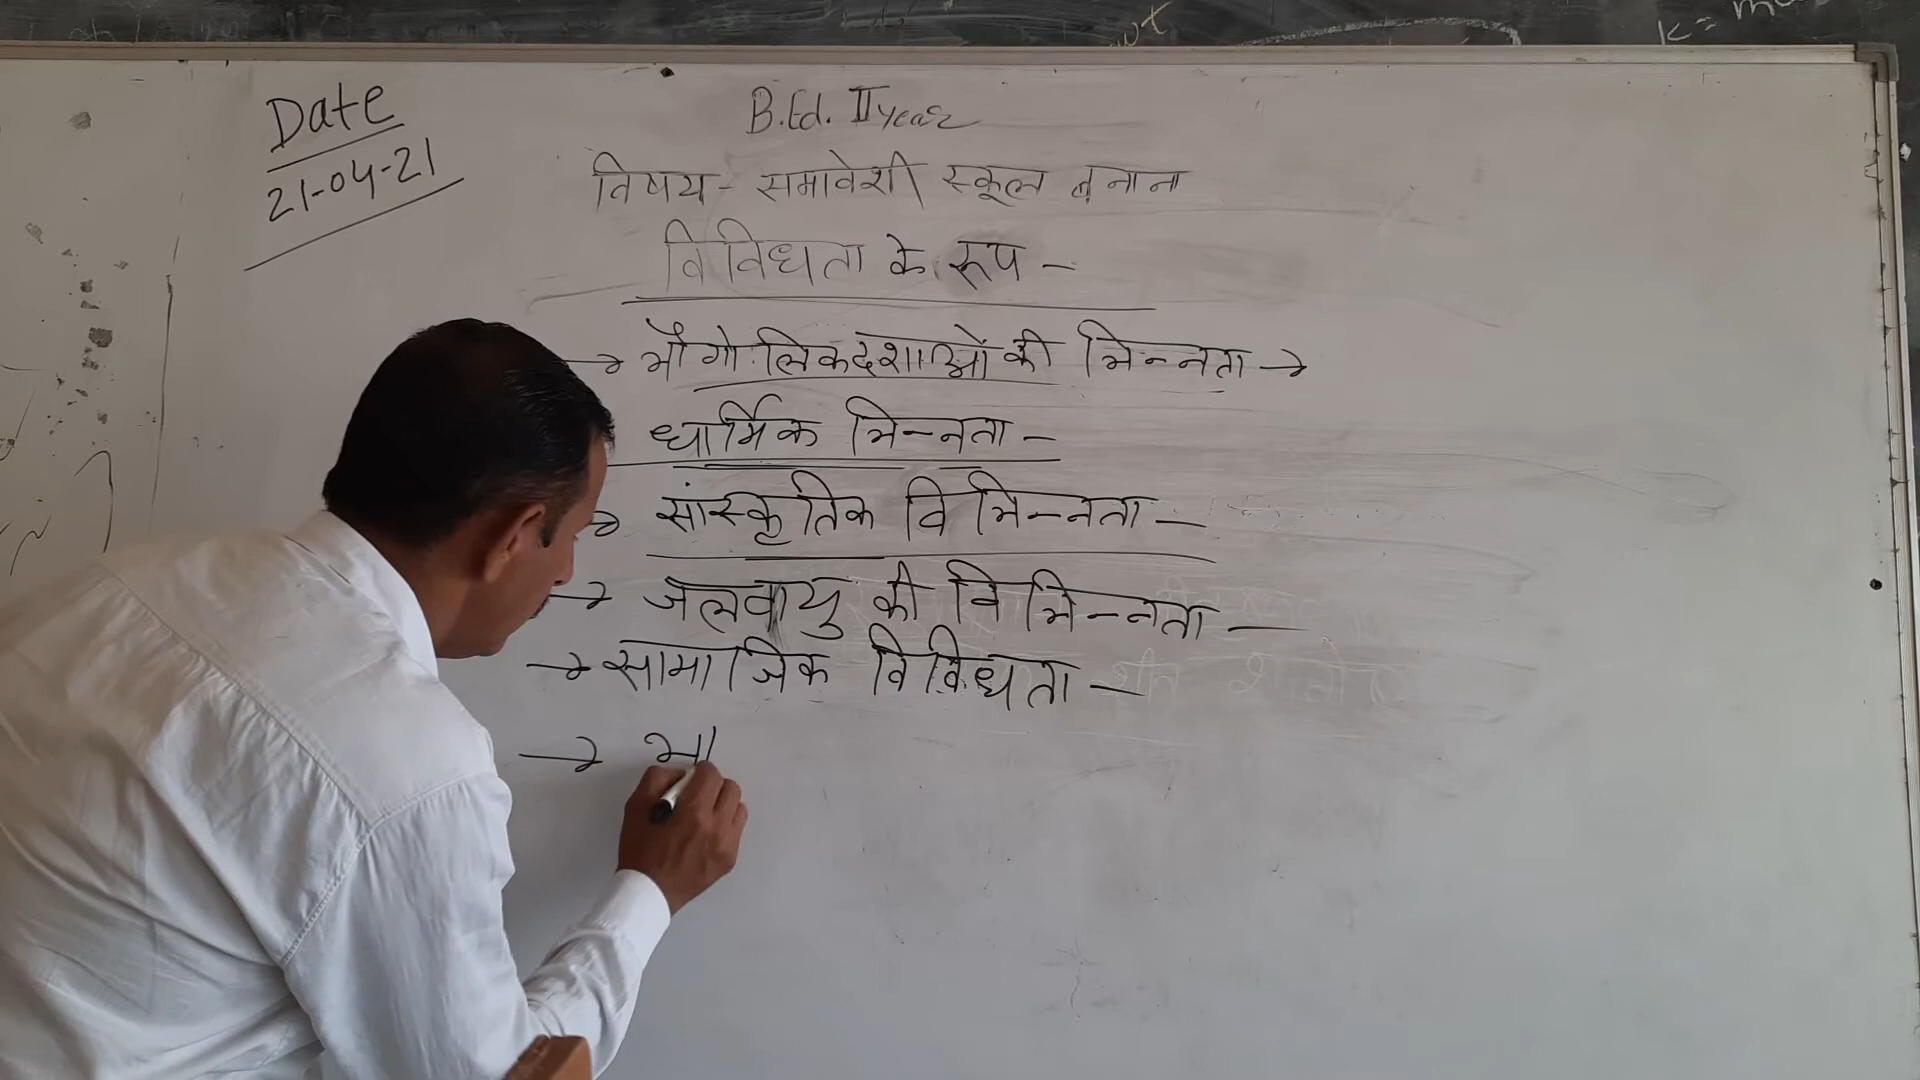 Date
21-04-21
B.Ed. II year
विषय - समावेशी स्कूल बनाना
विविधता के रूप -
→ भौगोलिक दशाओं की भिन्नता →
धार्मिक भिन्नता -
→ सांस्कृतिक विभिन्नता -
→ जलवायु की विभिन्नता -
→ सामाजिक विविधता -
→ भा